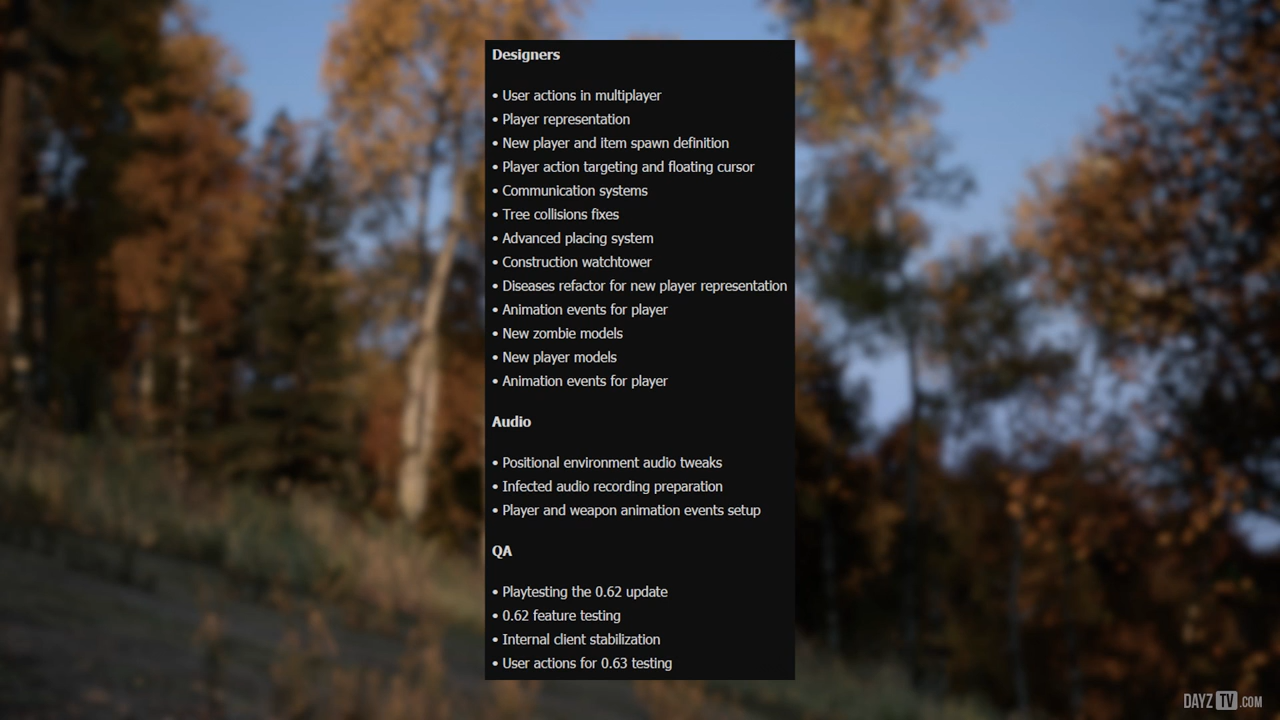 Designers
• User actions in multiplayer
• Player representation
• New player and item spawn definition
• Player action targeting and floating cursor
• Communication systems
• Tree collisions fixes
• Advanced placing system
• Construction watchtower
• Diseases refactor for new player representation
• Animation events for player
• New zombie models
• New player models
• Animation events for player
Audio
• Positional environment audio tweaks
• Infected audio recording preparation
• Player and weapon animation events setup
QA
• Playtesting the 0.62 update
• 0.62 feature testing
• Internal client stabilization
• User actions for 0.63 testing
DAYZ TV .COM